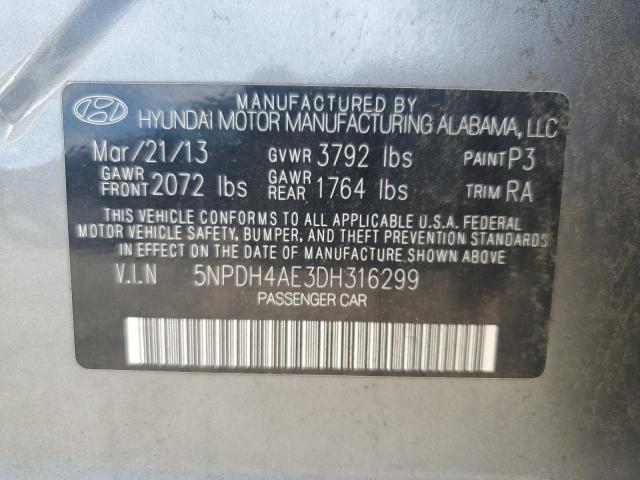 MANUFACTURED BY
HYUNDAI MOTOR MANUFACTURING ALABAMA, LLC
Mar/21/13 GVWR 3792 lbs PAINT P3
GAWR FRONT 2072 lbs GAWR REAR 1764 lbs TRIM RA
THIS VEHICLE CONFORMS TO ALL APPLICABLE U.S.A. FEDERAL
MOTOR VEHICLE SAFETY, BUMPER, AND THEFT PREVENTION STANDARDS
IN EFFECT ON THE DATE OF MANUFACTURE SHOWN ABOVE.
V.I.N 5NPDH4AE3DH316299
PASSENGER CAR